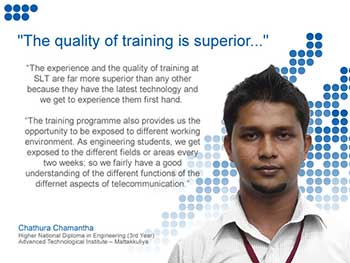 "The quality of training is superior..."
"The experience and the quality of training at
SLT are far more superior than any other
because they have the latest technology and
we get to experience them first hand.
"The training programme also provides us the
opportunity to be exposed to different working
environment. As engineering students, we get
exposed to the different fields or areas every
two weeks; so we fairly have a good
understanding of the different functions of the
differnet aspects of telecommunication."
Chathura Chamantha
Higher National Diploma in Engineering (3rd Year)
Advanced Technological Institute – Mattakkuliya